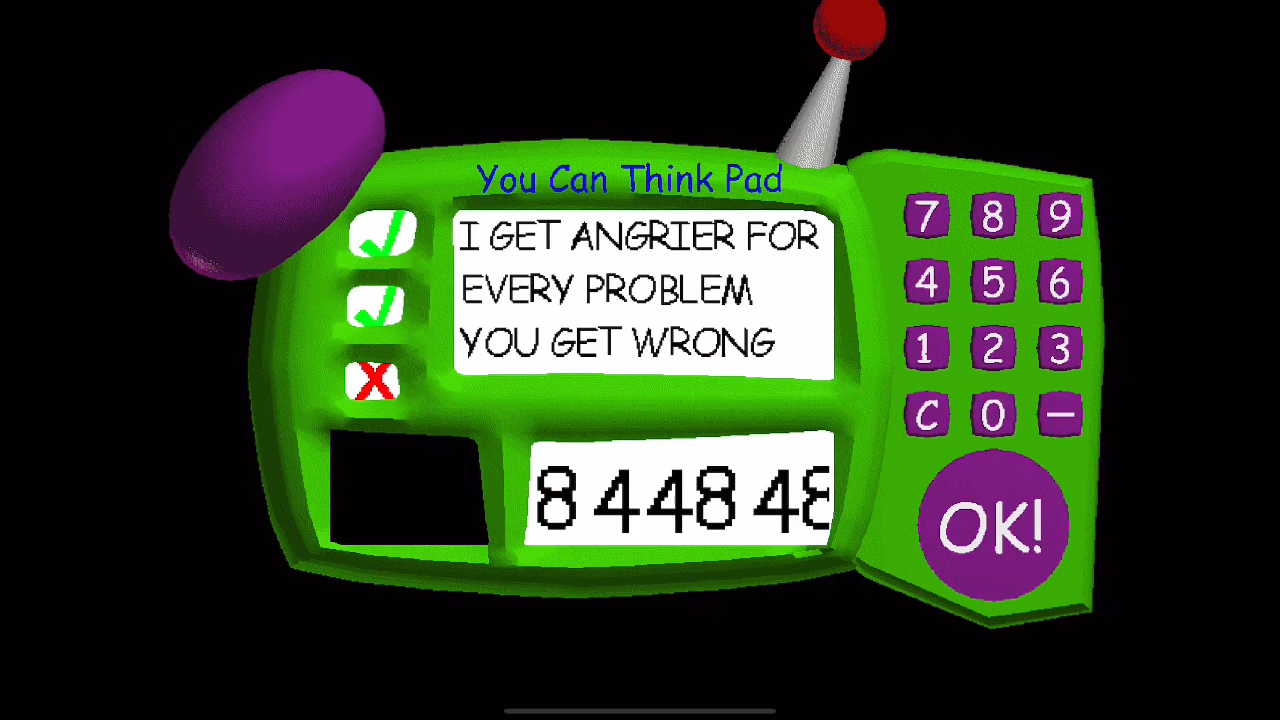 You Can Think Pad
I GET ANGRIER FOR
EVERY PROBLEM
YOU GET WRONG
8 448 48
7 8 9
4 5 6
1 2 3
C 0 −
OK!